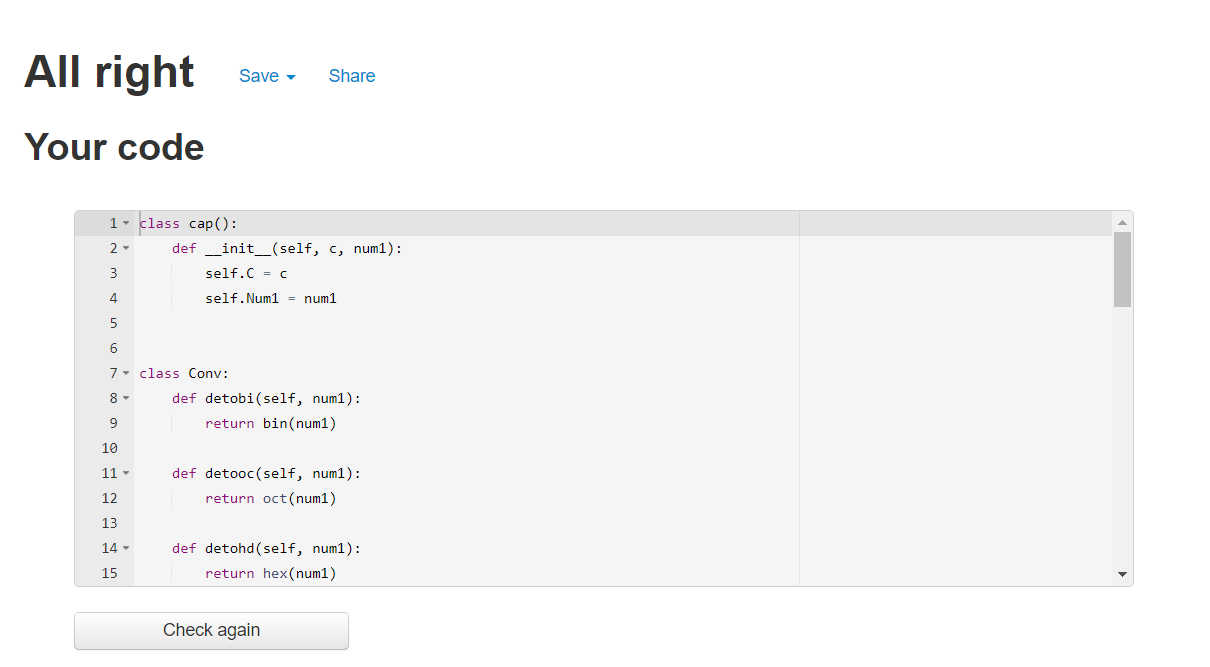 All right Save Share
Your code
1 class cap():
2 def __init__(self, c, num1):
3 self.C = c
4 self.Num1 = num1
5
6
7 class Conv:
8 def detobi(self, num1):
9 return bin(num1)
10
11 def detooc(self, num1):
12 return oct(num1)
13
14 def detohd(self, num1):
15 return hex(num1)
Check again